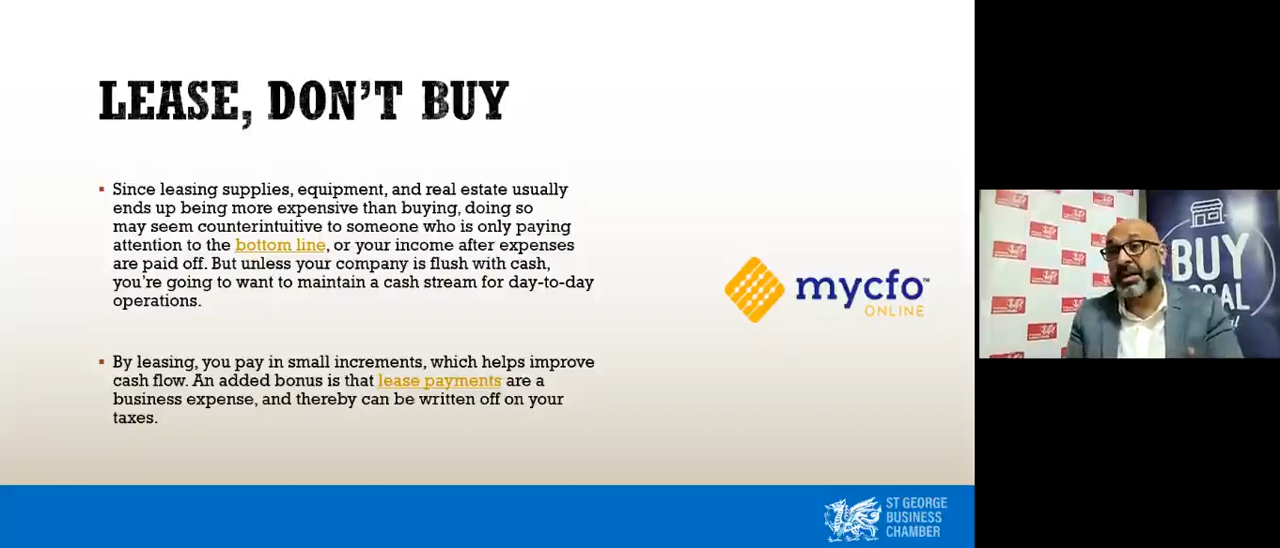 LEASE, DON'T BUY
▪ Since leasing supplies, equipment, and real estate usually
ends up being more expensive than buying, doing so
may seem counterintuitive to someone who is only paying
attention to the bottom line, or your income after expenses
are paid off. But unless your company is flush with cash,
you're going to want to maintain a cash stream for day-to-day
operations.
▪ By leasing, you pay in small increments, which helps improve
cash flow. An added bonus is that lease payments are a
business expense, and thereby can be written off on your
taxes.
mycfo™
ONLINE
ST GEORGE
BUSINESS
CHAMBER
BUY